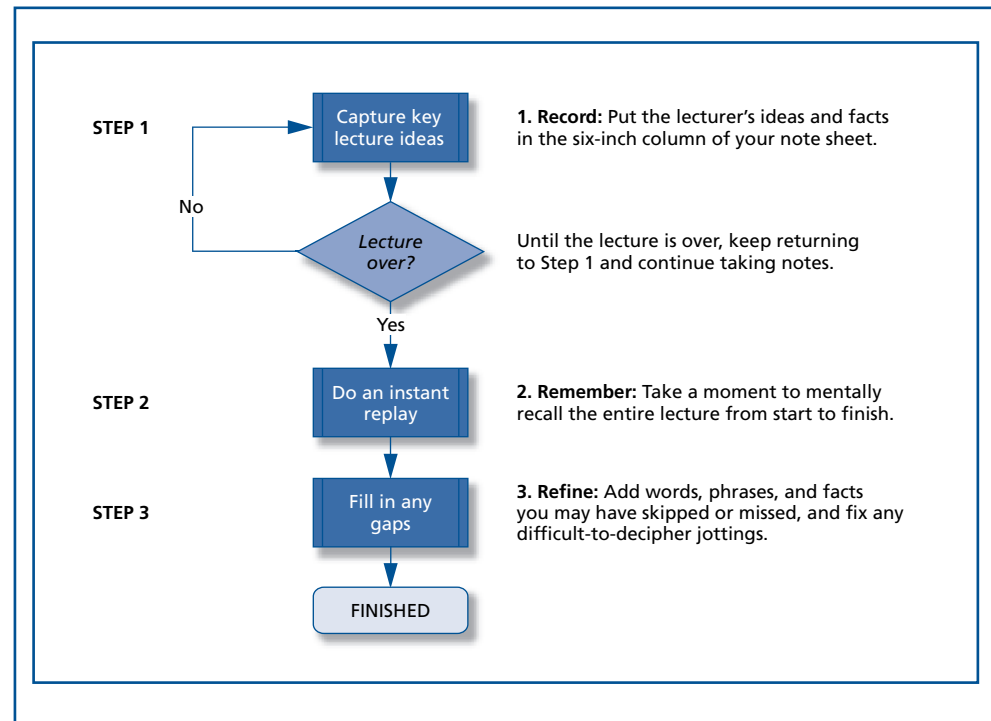 STEP 1
Capture key
lecture ideas
1. Record: Put the lecturer’s ideas and facts
in the six-inch column of your note sheet.
No
Lecture
over?
Until the lecture is over, keep returning
to Step 1 and continue taking notes.
Yes
STEP 2
Do an instant
replay
2. Remember: Take a moment to mentally
recall the entire lecture from start to finish.
STEP 3
Fill in any
gaps
3. Refine: Add words, phrases, and facts
you may have skipped or missed, and fix any
difficult-to-decipher jottings.
FINISHED